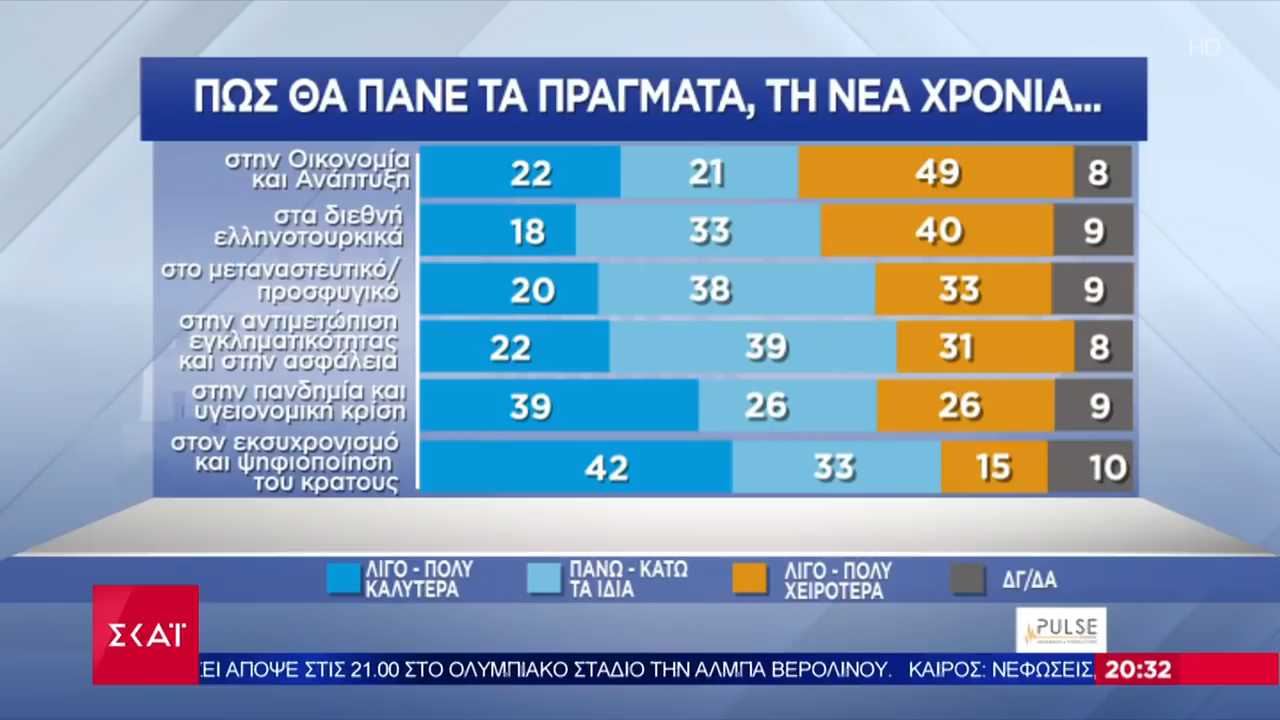 HD
ΠΩΣ ΘΑ ΠΑΝΕ ΤΑ ΠΡΑΓΜΑΤΑ, ΤΗ ΝΕΑ ΧΡΟΝΙΑ...
στην Οικονομία
και Ανάπτυξη
22 21 49 8
στα διεθνή
ελληνοτουρκικά
18 33 40 9
στο μεταναστευτικό/
προσφυγικό
20 38 33 9
στην αντιμετώπιση
εγκληματικότητας
και στην ασφάλεια
22 39 31 8
στην πανδημία και
υγειονομική κρίση
39 26 26 9
στον εκσυχρονισμό
και ψηφιοποίηση
του κρατους
42 33 15 10
ΛΙΓΟ - ΠΟΛΥ
ΚΑΛΥΤΕΡΑ
ΠΑΝΩ - ΚΑΤΩ
ΤΑ ΙΔΙΑ
ΛΙΓΟ - ΠΟΛΥ
ΧΕΙΡΟΤΕΡΑ
ΔΓ/ΔΑ
ΣΚΑΪ
PULSE
ΣΕΙ ΑΠΟΨΕ ΣΤΙΣ 21.00 ΣΤΟ ΟΛΥΜΠΙΑΚΟ ΣΤΑΔΙΟ ΤΗΝ ΑΛΜΠΑ ΒΕΡΟΛΙΝΟΥ. ΚΑΙΡΟΣ: ΝΕΦΩΣΕΙΣ,
20:32